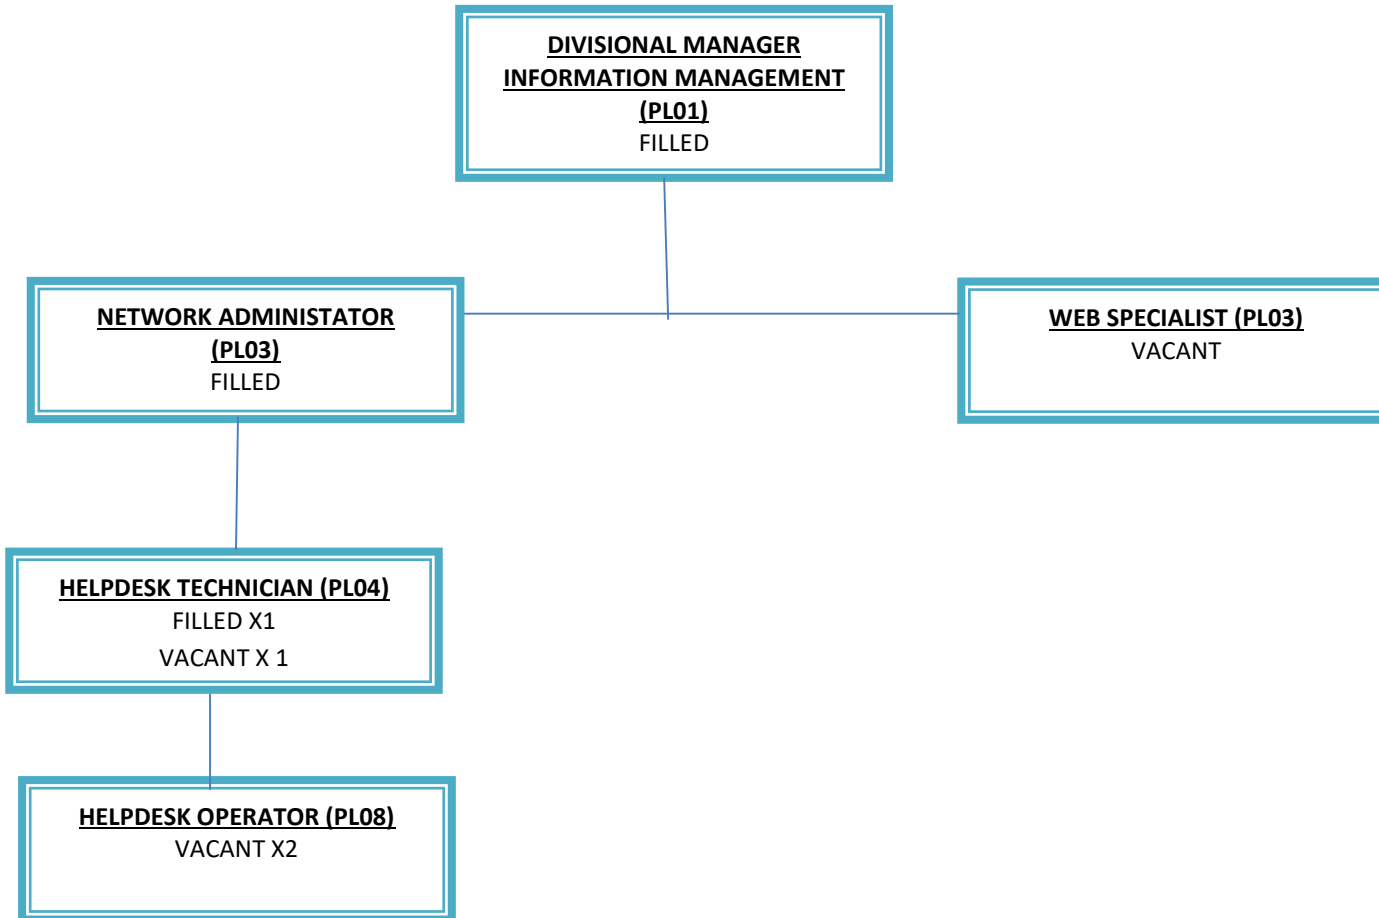 DIVISIONAL MANAGER
INFORMATION MANAGEMENT
(PL01)
FILLED
NETWORK ADMINISTATOR
(PL03)
FILLED
WEB SPECIALIST (PL03)
VACANT
HELPDESK TECHNICIAN (PL04)
FILLED X1
VACANT X 1
HELPDESK OPERATOR (PL08)
VACANT X2